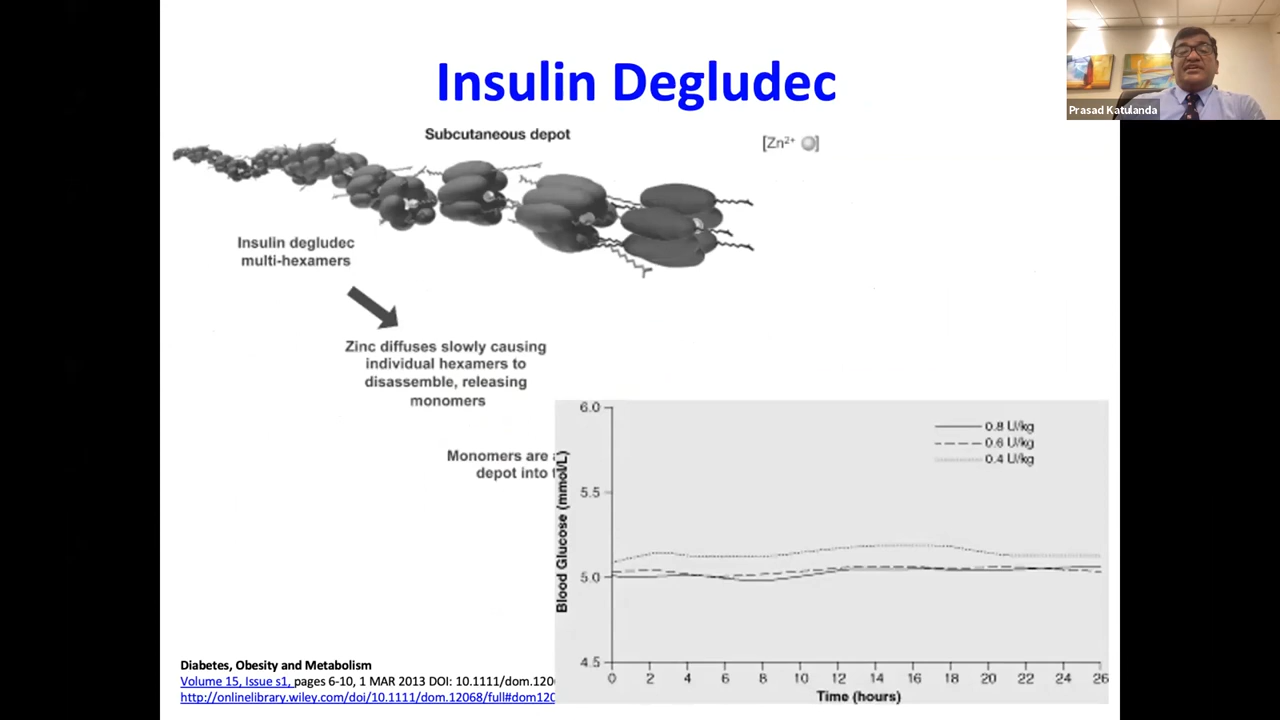 Insulin Degludec
Prasad Katulanda
Subcutaneous depot
[Zn²⁺ ]
Insulin degludec
multi-hexamers
Zinc diffuses slowly causing
individual hexamers to
disassemble, releasing
monomers
Monomers are
depot into
6.0
5.5
5.0
4.5
Blood Glucose (mmol/L)
0.8 U/kg
0.6 U/kg
0.4 U/kg
0 2 4 6 8 10 12 14 16 18 20 22 24 26
Time (hours)
Diabetes, Obesity and Metabolism
Volume 15, Issue s1, pages 6-10, 1 MAR 2013 DOI: 10.1111/dom.120
http://onlinelibrary.wiley.com/doi/10.1111/dom.12068/full#dom120